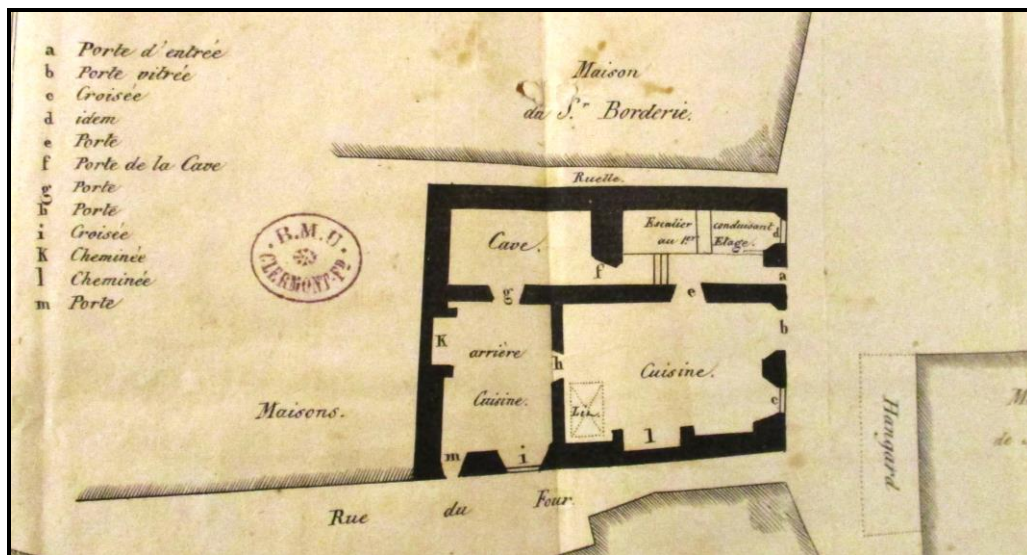 a Porte d'entrée
b Porte vitrée
c Croisée
d idem
e Porte
f Porte de la Cave
g Porte
h Porte
i Croisée
K Cheminée
l Cheminée
m Porte
Maison
du S.r Borderie.
Ruelle.
B.M.U
CLERMONT-Fd
Cave.
Escalier conduisant
au 1er Etage.
d
f
a
g
e
b
K
arrière
Cuisine.
h
Cuisine.
Lit.
c
l
m
i
Maisons.
Hangard
M
Rue du Four.